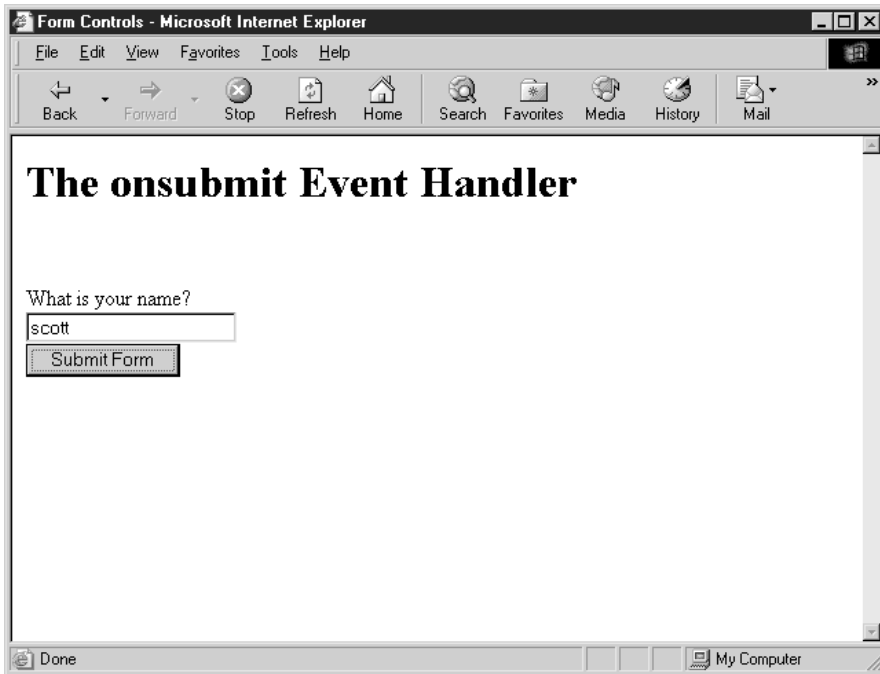 Form Controls - Microsoft Internet Explorer
File Edit View Favorites Tools Help
Back Forward Stop Refresh Home Search Favorites Media History Mail »
The onsubmit Event Handler
What is your name?
scott
Submit Form
Done My Computer